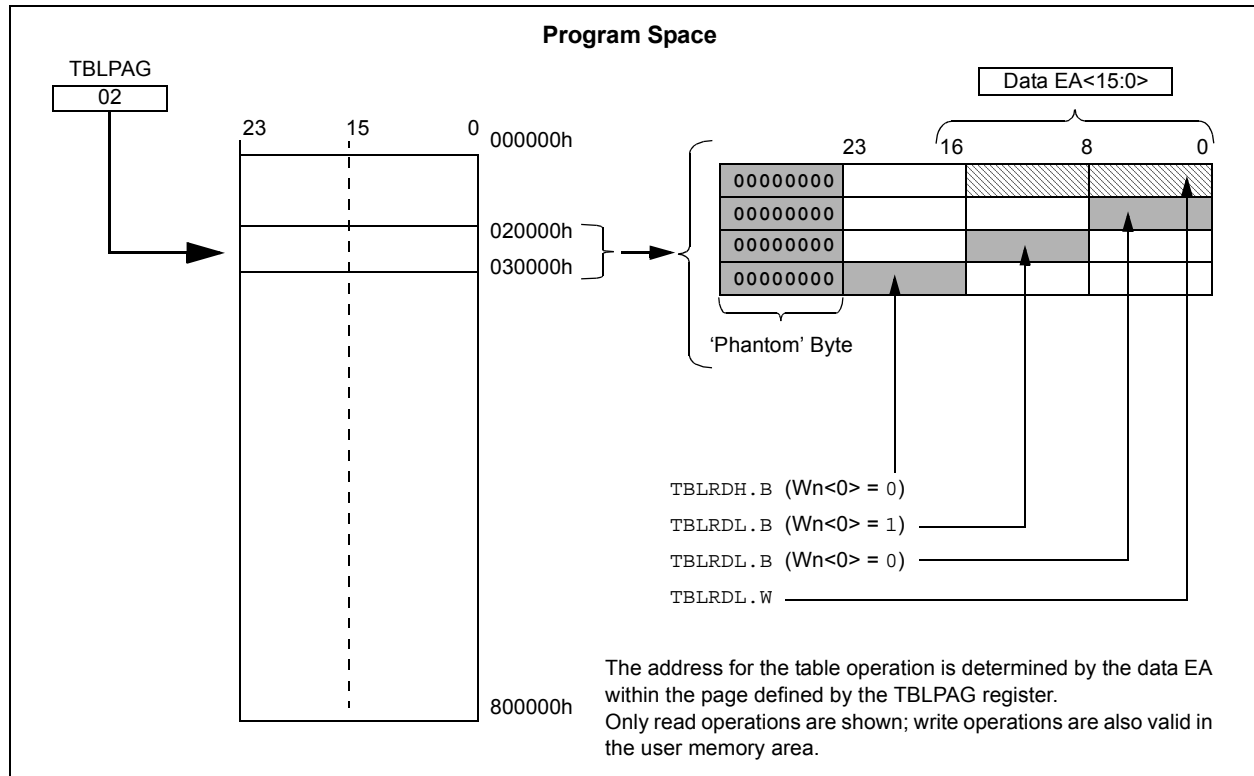 Program Space
TBLPAG
02
Data EA<15:0>
23 15 0
000000h
020000h
030000h
800000h
23 16 8 0
00000000
00000000
00000000
00000000
‘Phantom’ Byte
TBLRDH.B (Wn<0> = 0)
TBLRDL.B (Wn<0> = 1)
TBLRDL.B (Wn<0> = 0)
TBLRDL.W
The address for the table operation is determined by the data EA
within the page defined by the TBLPAG register.
Only read operations are shown; write operations are also valid in
the user memory area.